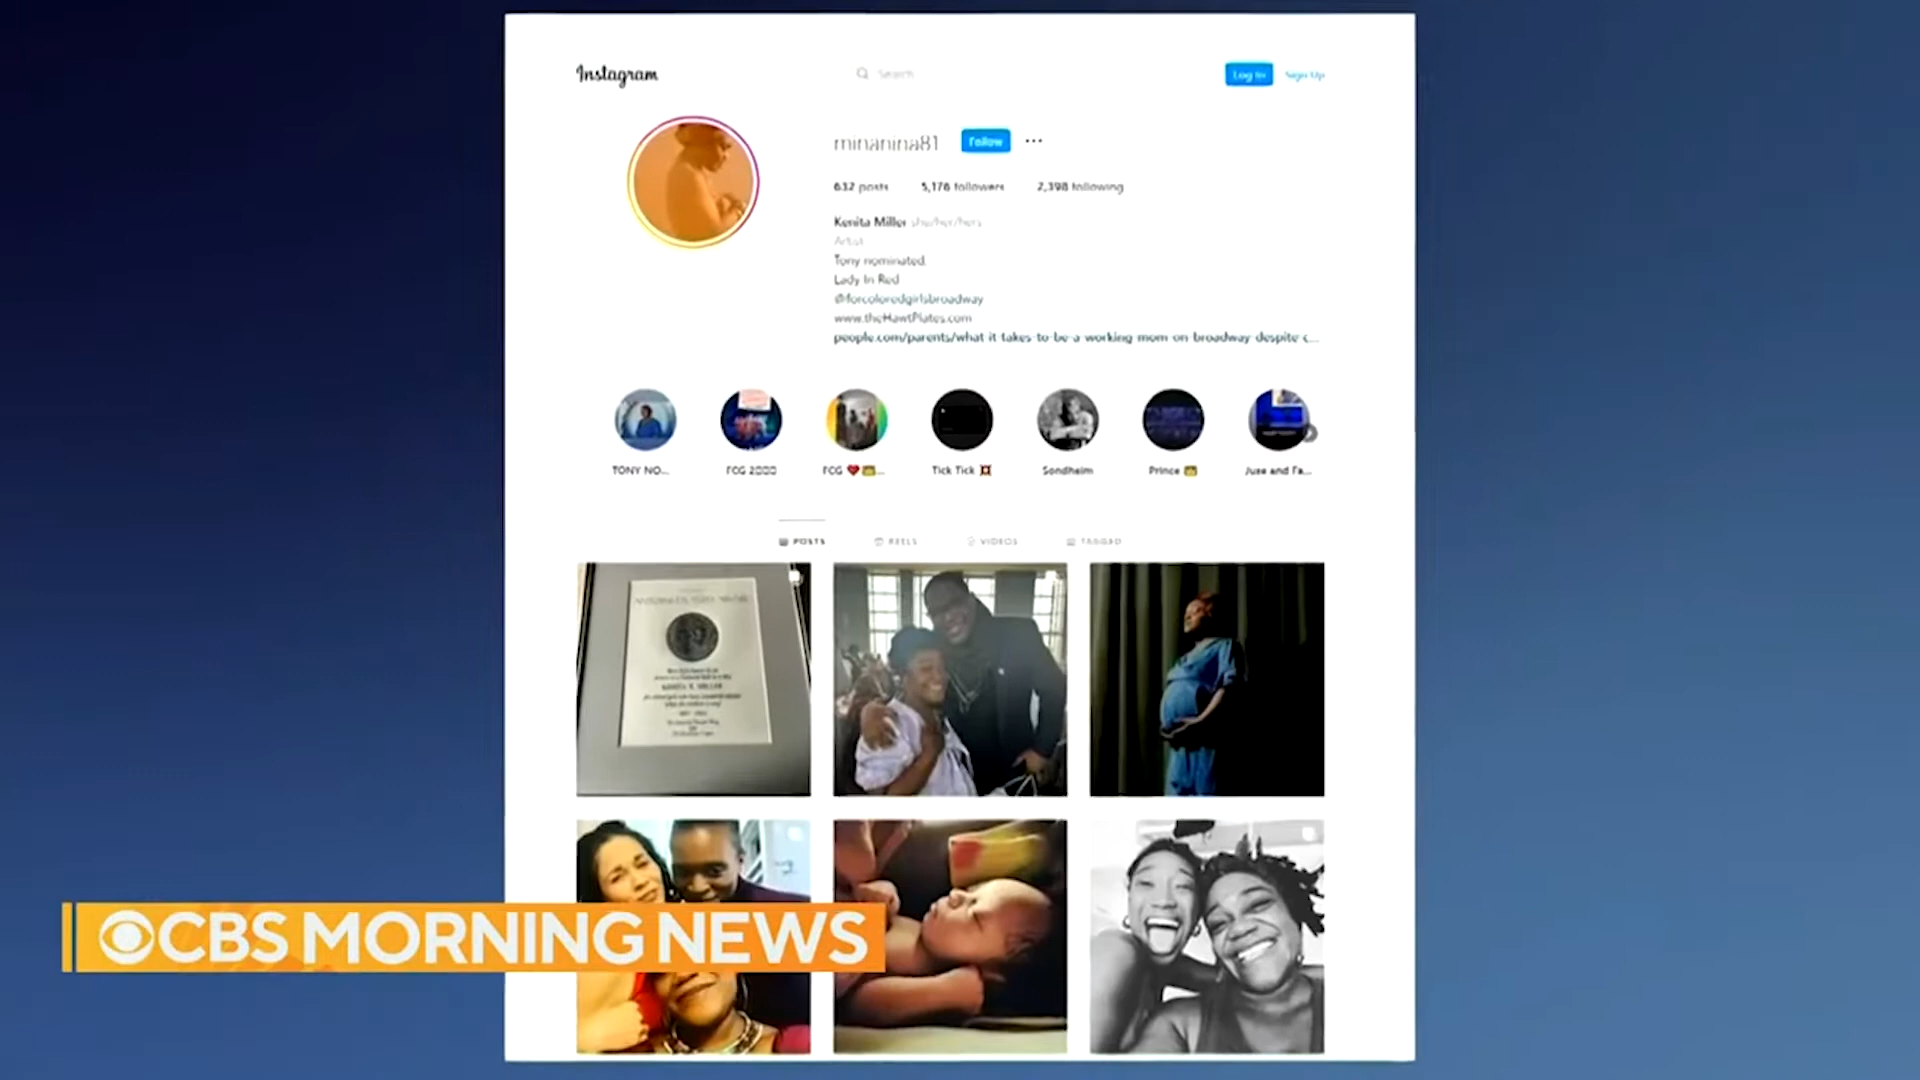 Instagram
Search
Log In Sign Up
minanina81 Follow ...
632 posts 5,176 followers 2,398 following
Kenita Miller she/her/hers
Artist
Tony nominated
Lady In Red
@forcoloredgirlsbroadway
www.theHawtPlates.com
people.com/parents/what-it-takes-to-be-a-working-mom-on-broadway-despite-c...
TONY NO... FCG 2 FCG ❤ ... Tick Tick 💥 Sondheim Prince Juse and Fa...
POSTS REELS VIDEOS TAGGED
CBS MORNING NEWS